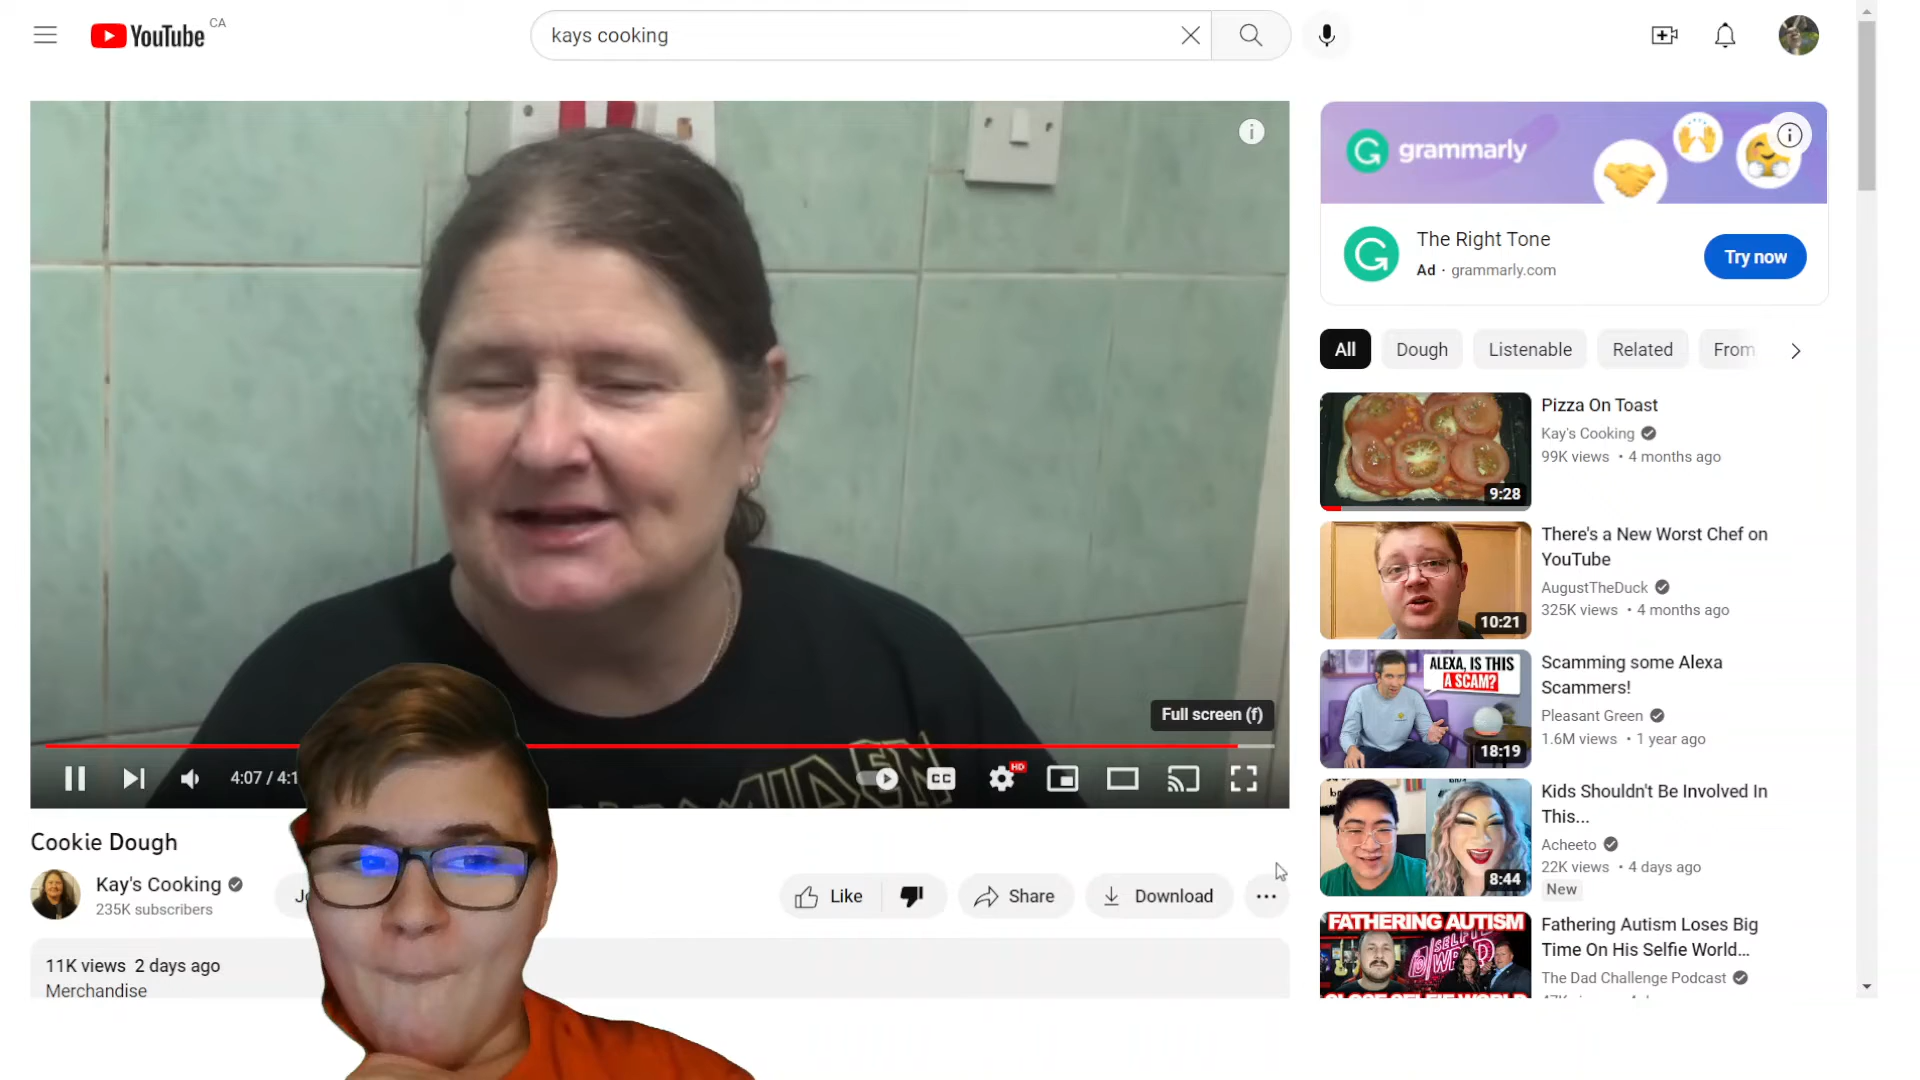 YouTube
CA
kays cooking
grammarly
The Right Tone
Ad · grammarly.com
Try now
All
Dough
Listenable
Related
From
Pizza On Toast
Kay's Cooking
99K views • 4 months ago
9:28
There's a New Worst Chef on
YouTube
AugustTheDuck
325K views • 4 months ago
10:21
ALEXA, IS THIS
A SCAM?
Scamming some Alexa
Scammers!
Pleasant Green
1.6M views • 1 year ago
18:19
Kids Shouldn't Be Involved In
This...
Acheeto
22K views • 4 days ago
New
8:44
FATHERING AUTISM
Fathering Autism Loses Big
Time On His Selfie World...
The Dad Challenge Podcast
CLOSE SELFIE WORLD
Full screen (f)
4:07 / 4:1
CC
HD
Cookie Dough
Kay's Cooking
235K subscribers
Like
Share
Download
11K views 2 days ago
Merchandise